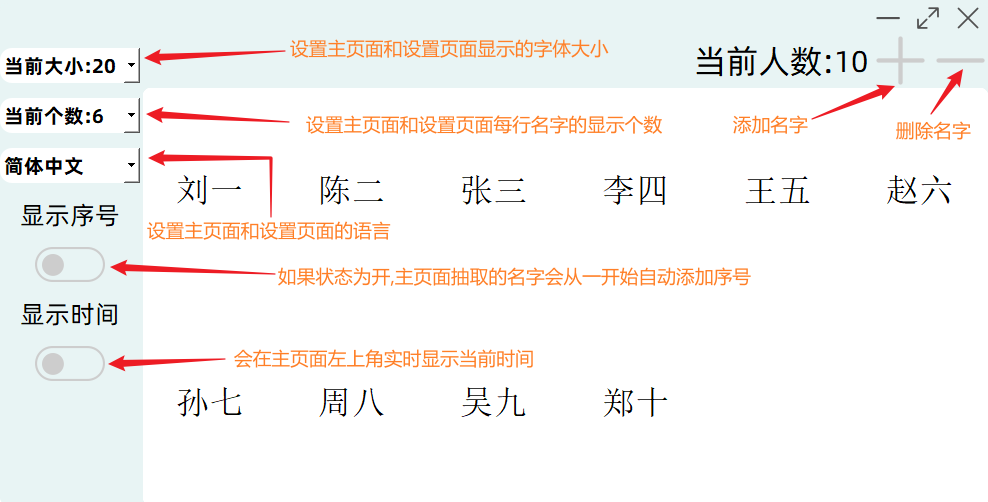 设置主页面和设置页面显示的字体大小
当前人数:10
当前大小:20
当前个数:6
设置主页面和设置页面每行名字的显示个数
添加名字
删除名字
简体中文
刘一 陈二 张三 李四 王五 赵六
显示序号
设置主页面和设置页面的语言
如果状态为开,主页面抽取的名字会从一开始自动添加序号
显示时间
会在主页面左上角实时显示当前时间
孙七 周八 吴九 郑十